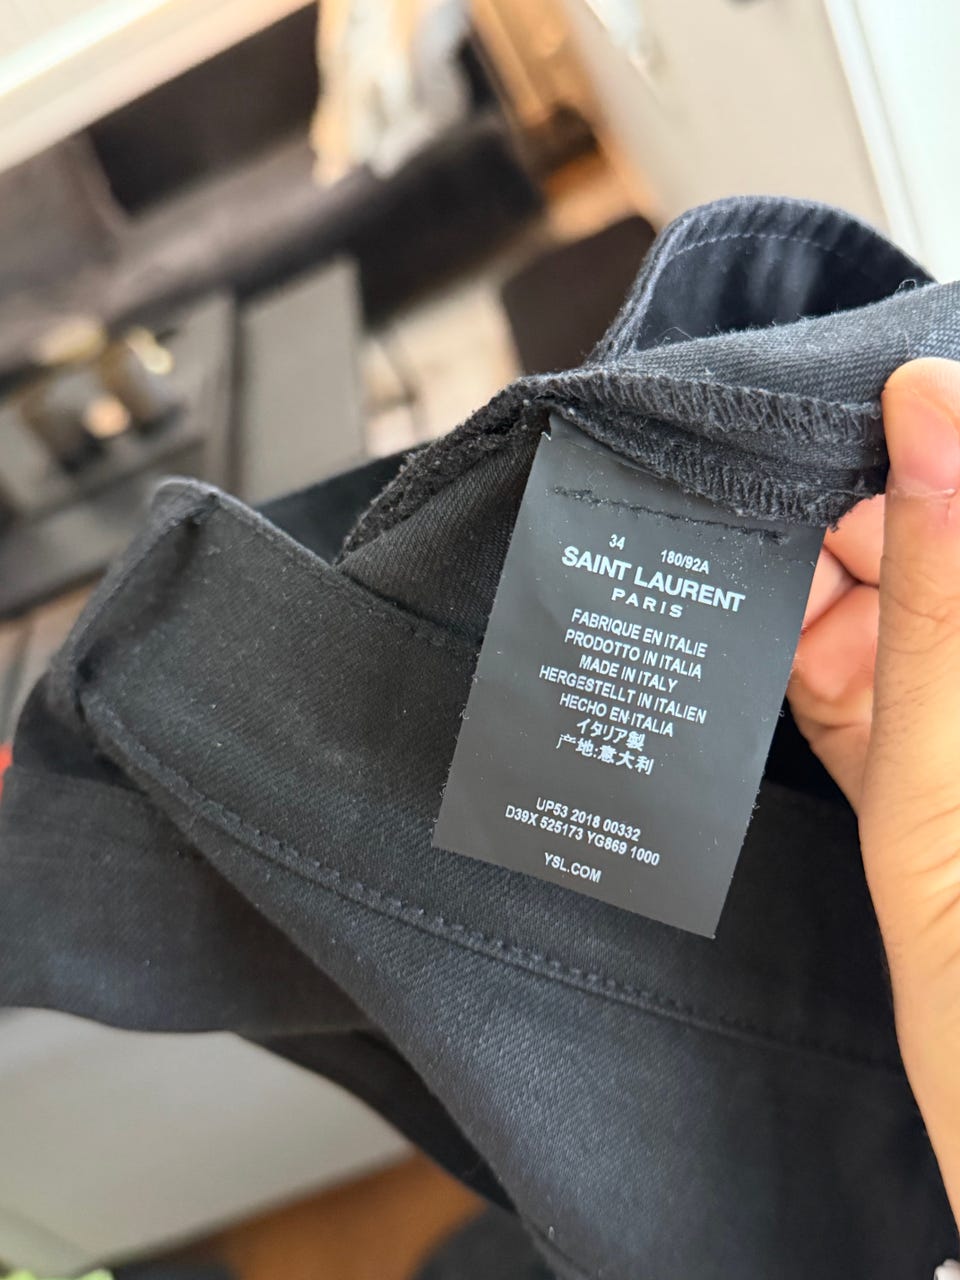 34 180/92A
SAINT LAURENT
PARIS
FABRIQUE EN ITALIE
PRODOTTO IN ITALIA
MADE IN ITALY
HERGESTELLT IN ITALIEN
HECHO EN ITALIA
イタリア製
产地:意大利
UP53 2018 00332
D39X 525173 YG869 1000
YSL.COM